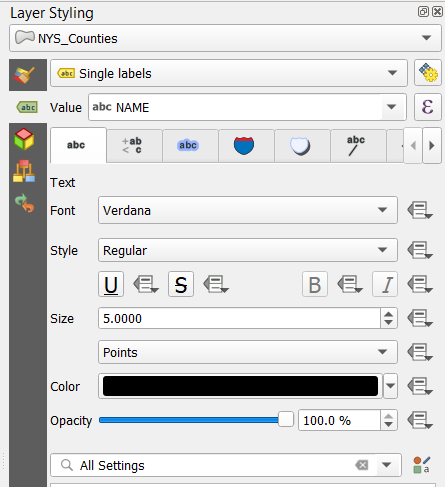 Layer Styling
NYS_Counties
abc Single labels
abc Value abc NAME ε
abc +ab < c abc abc
Text
Font Verdana
Style Regular
U S B I
Size 5.0000
Points
Color
Opacity 100.0 %
All Settings a